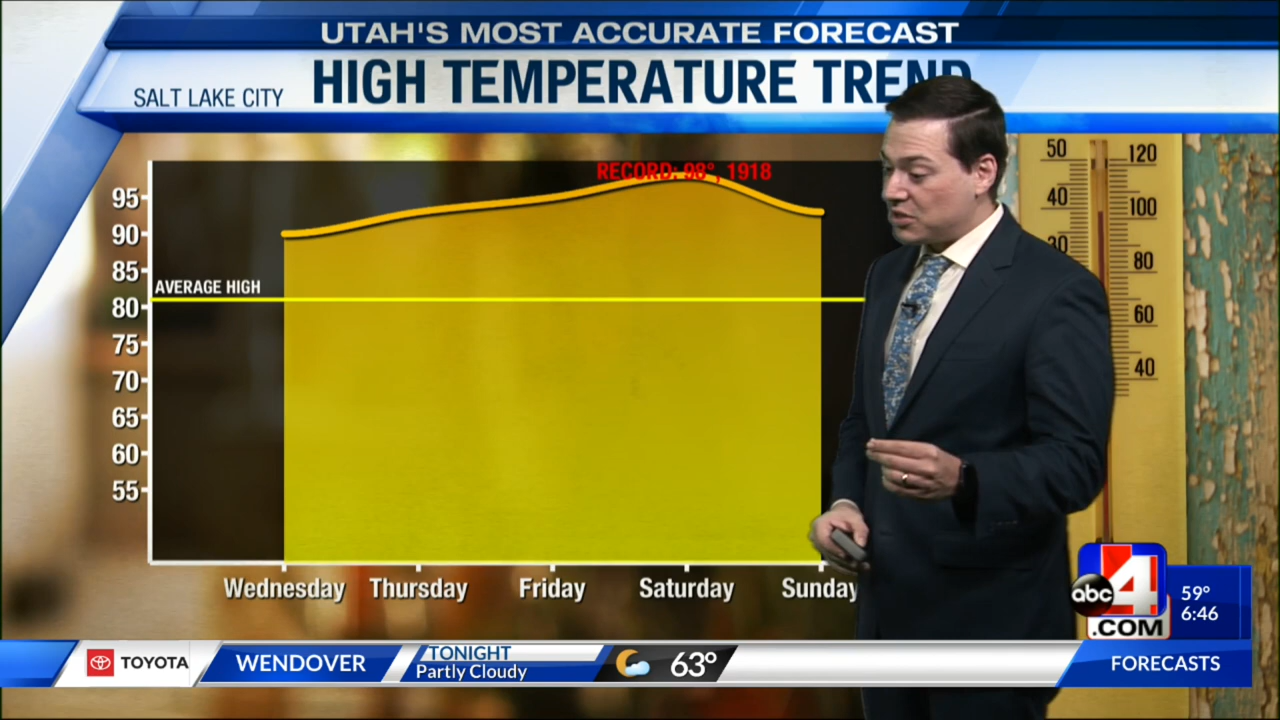 UTAH'S MOST ACCURATE FORECAST
SALT LAKE CITY HIGH TEMPERATURE TREND
RECORD: 98°, 1918
95
90
85
AVERAGE HIGH
80
75
70
65
60
55
Wednesday Thursday Friday Saturday Sunday
50 120
40 100
30 80
60
40
abc 4
.COM
59°
6:46
TOYOTA WENDOVER TONIGHT 63° FORECASTS
Partly Cloudy